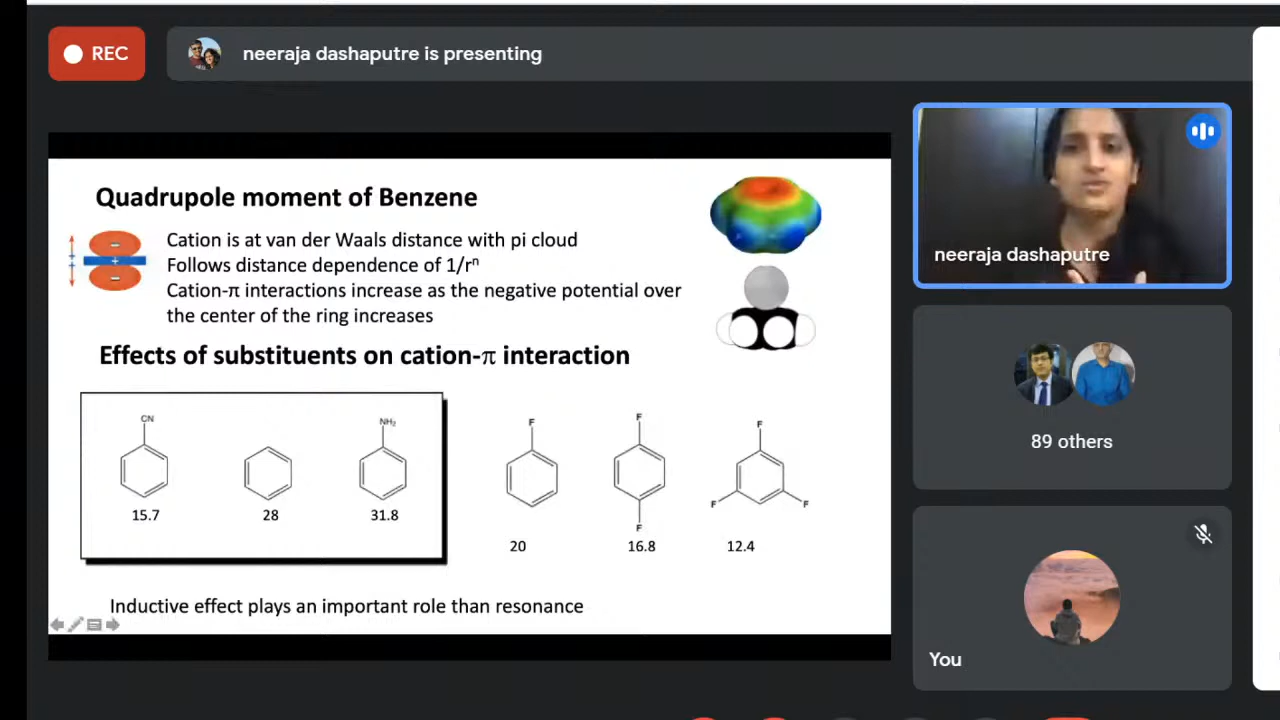 REC
neeraja dashaputre is presenting
Quadrupole moment of Benzene
Cation is at van der Waals distance with pi cloud
Follows distance dependence of 1/rⁿ
Cation-π interactions increase as the negative potential over
the center of the ring increases
Effects of substituents on cation-π interaction
CN
NH₂
F
F
F
F
F
F
15.7
28
31.8
20
16.8
12.4
Inductive effect plays an important role than resonance
neeraja dashaputre
89 others
You